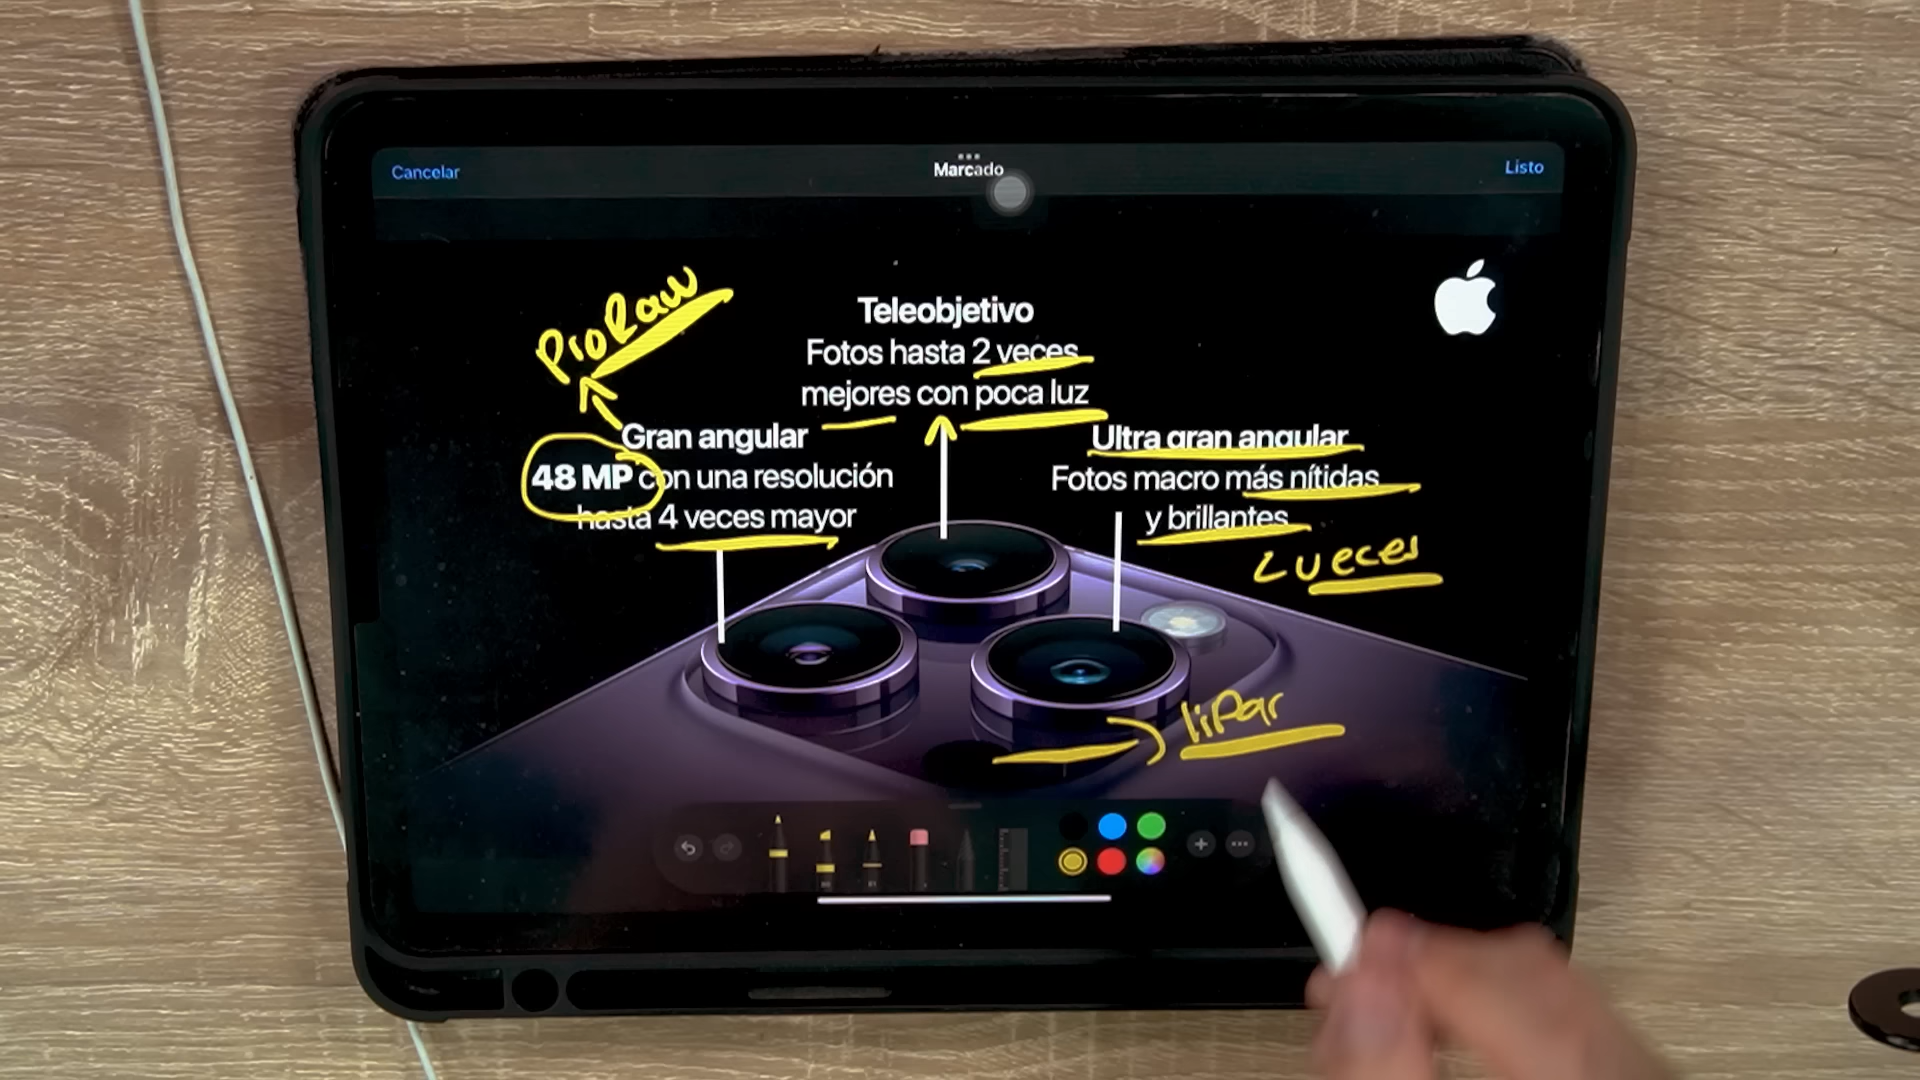 Cancelar
Marcado
Listo
ProRaw
Teleobjetivo
Fotos hasta 2 veces
mejores con poca luz
Gran angular
48 MP con una resolución
hasta 4 veces mayor
Ultra gran angular
Fotos macro más nítidas
y brillantes
2 veces
liPar